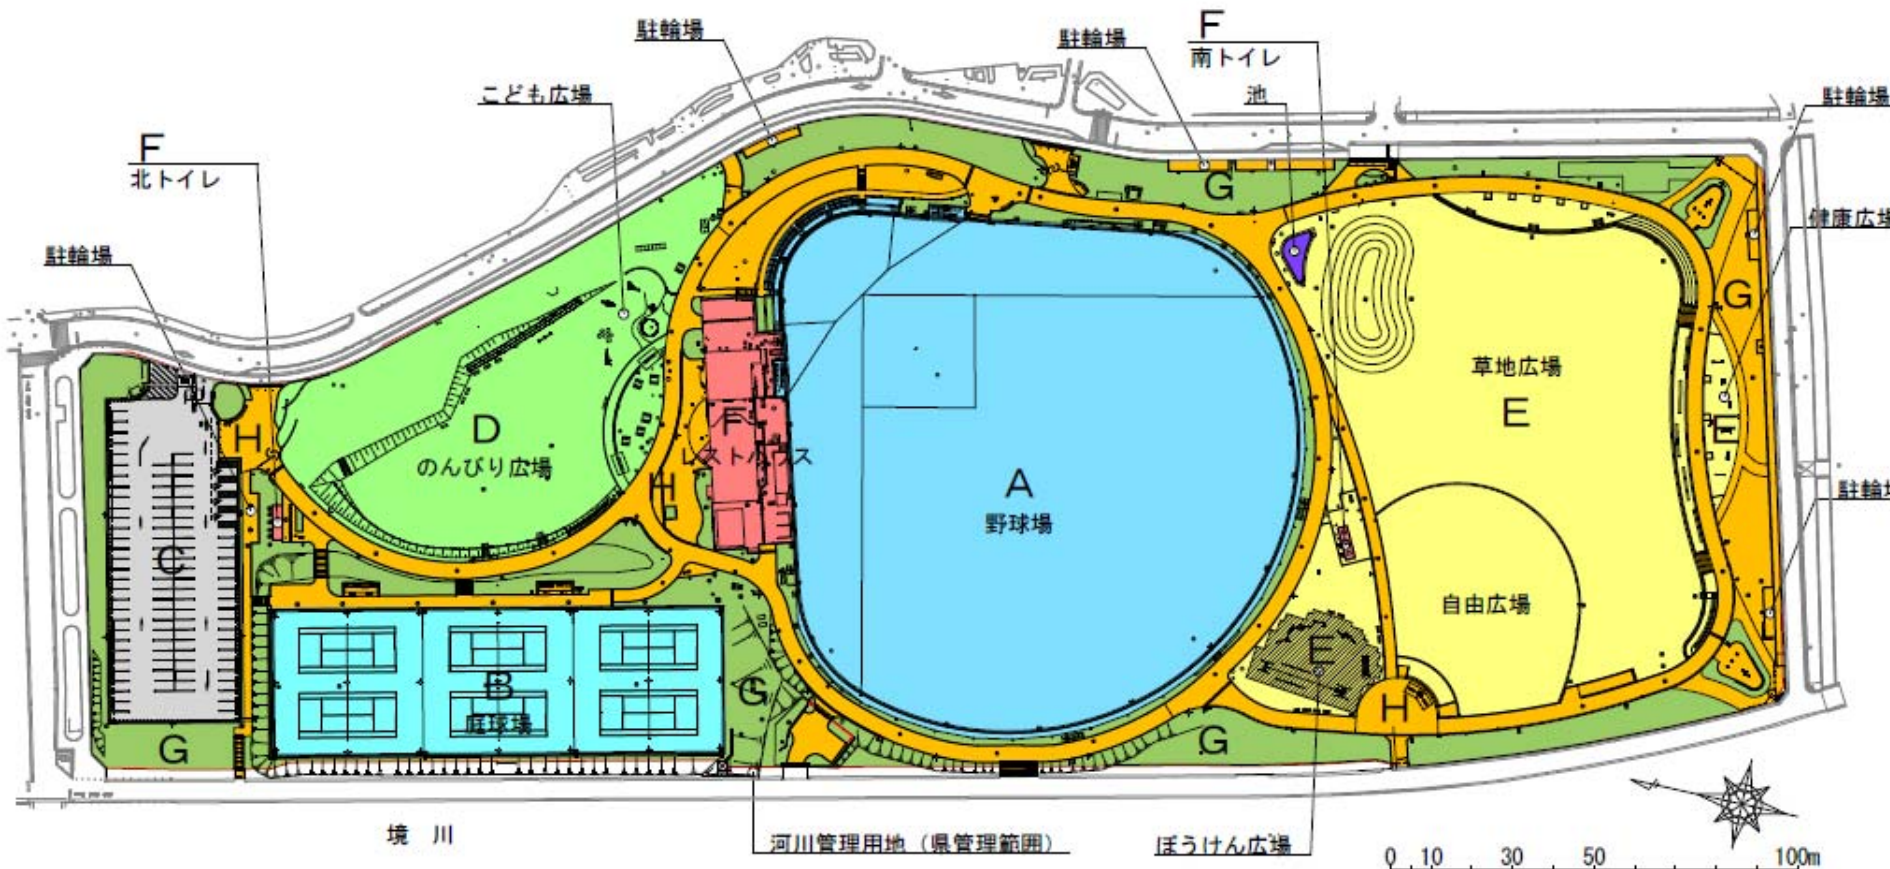 駐輪場
駐輪場
F
南トイレ
池
駐輪場
こども広場
F
北トイレ
駐輪場
健康広場
G
G
草地広場
E
D
のんびり広場
H
F
レストハウス
H
A
野球場
駐輪場
C
自由広場
B
庭球場
G
E
H
G
G
境 川
河川管理用地(県管理範囲)
ぼうけん広場
0 10 30 50 100m